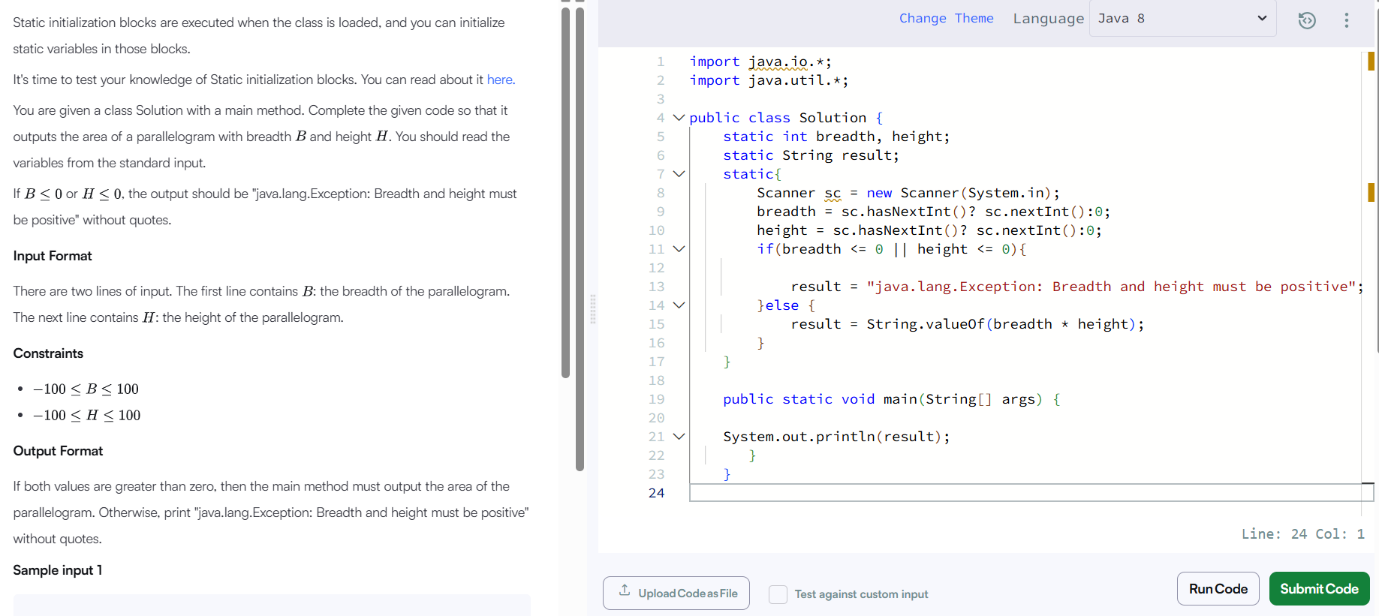 Static initialization blocks are executed when the class is loaded, and you can initialize
static variables in those blocks.
It's time to test your knowledge of Static initialization blocks. You can read about it here.
You are given a class Solution with a main method. Complete the given code so that it
outputs the area of a parallelogram with breadth B and height H. You should read the
variables from the standard input.
If B ≤ 0 or H ≤ 0, the output should be "java.lang.Exception: Breadth and height must
be positive" without quotes.
Input Format
There are two lines of input. The first line contains B: the breadth of the parallelogram.
The next line contains H: the height of the parallelogram.
Constraints
• −100 ≤ B ≤ 100
• −100 ≤ H ≤ 100
Output Format
If both values are greater than zero, then the main method must output the area of the
parallelogram. Otherwise, print "java.lang.Exception: Breadth and height must be positive"
without quotes.
Sample input 1
Change Theme Language Java 8
1 import java.io.*;
2 import java.util.*;
3
4 public class Solution {
5 static int breadth, height;
6 static String result;
7 static{
8 Scanner sc = new Scanner(System.in);
9 breadth = sc.hasNextInt()? sc.nextInt():0;
10 height = sc.hasNextInt()? sc.nextInt():0;
11 if(breadth <= 0 || height <= 0){
12
13 result = "java.lang.Exception: Breadth and height must be positive";
14 }else {
15 result = String.valueOf(breadth * height);
16 }
17 }
18
19 public static void main(String[] args) {
20
21 System.out.println(result);
22 }
23 }
24
Line: 24 Col: 1
Upload Code as File
Test against custom input
Run Code
Submit Code